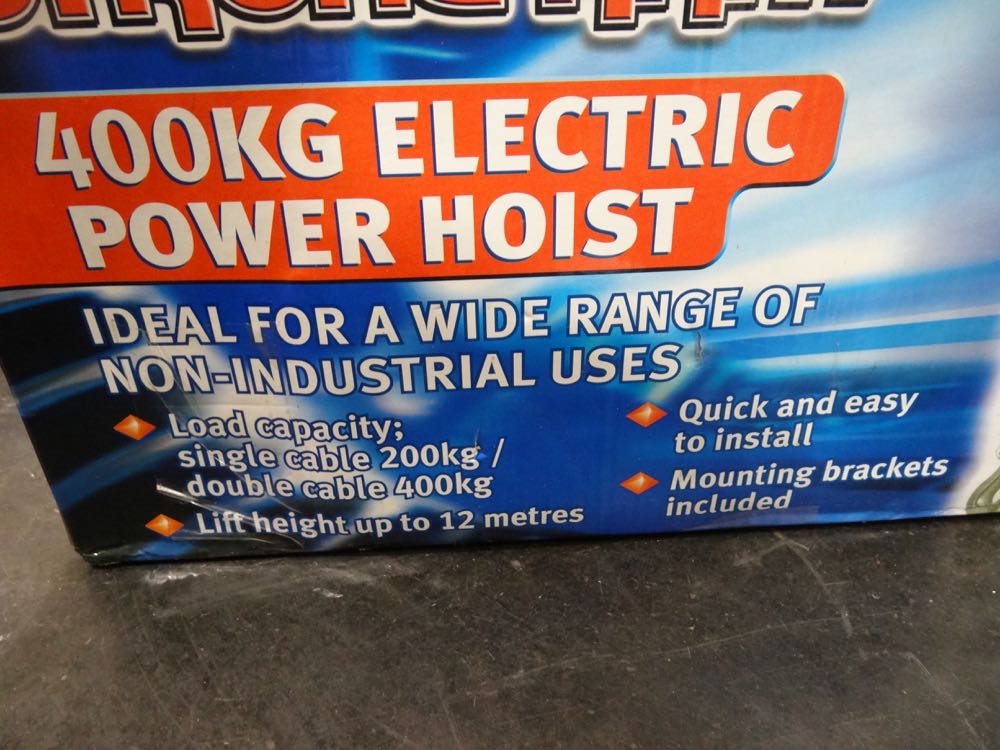 400KG ELECTRIC
POWER HOIST
IDEAL FOR A WIDE RANGE OF
NON-INDUSTRIAL USES
Load capacity;
single cable 200kg /
double cable 400kg
Lift height up to 12 metres
Quick and easy
to install
Mounting brackets
included